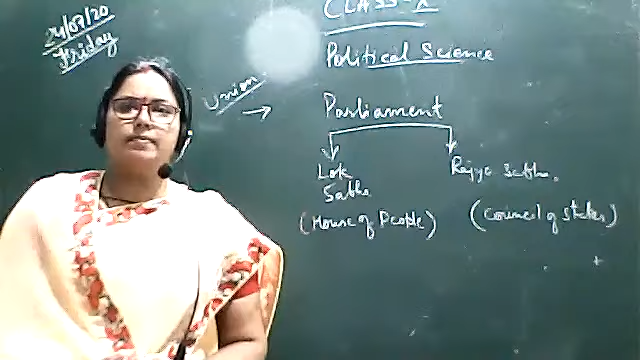 24/07/20
Friday
CLASS-X
Political Science
Union → Parliament
Lok Sabha
Rajya Sabha.
(House of People)
(Council of States)